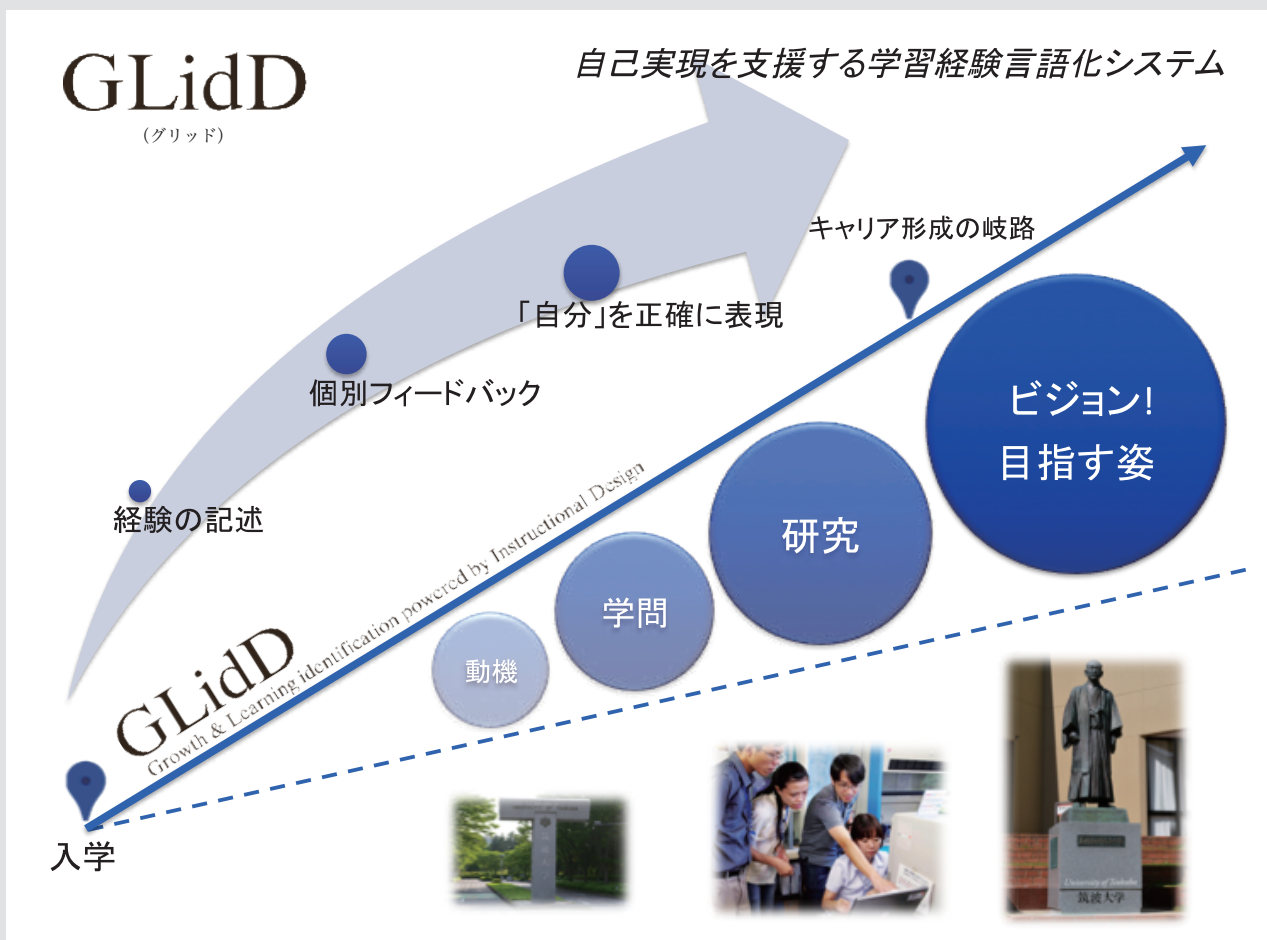 GLidD
（グリッド）
自己実現を支援する学習経験言語化システム
キャリア形成の岐路
「自分」を正確に表現
個別フィードバック
経験の記述
ビジョン!
目指す姿
研究
学問
動機
GLidD
Growth & Learning identification powered by Instructional Design
入学
University of Tsukuba
筑波大学